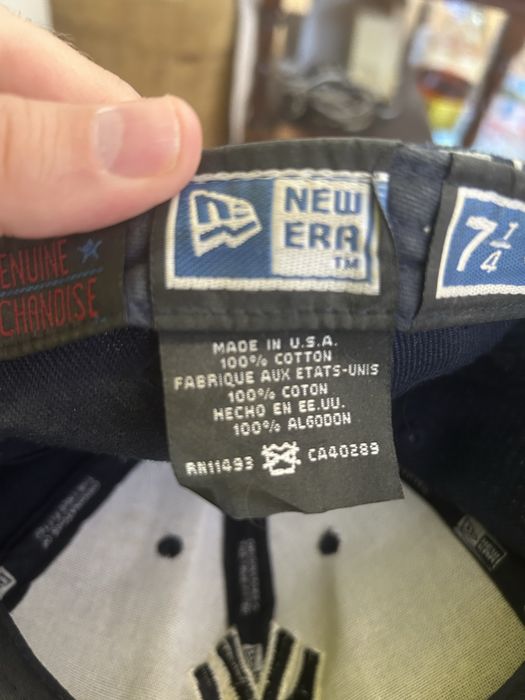 NEW
ERA
TM
7 1/4
ENUINE
CHANDISE
MADE IN U.S.A.
100% COTTON
FABRIQUE AUX ETATS-UNIS
100% COTON
HECHO EN EE.UU.
100% ALGODON
RN11493 CA40289